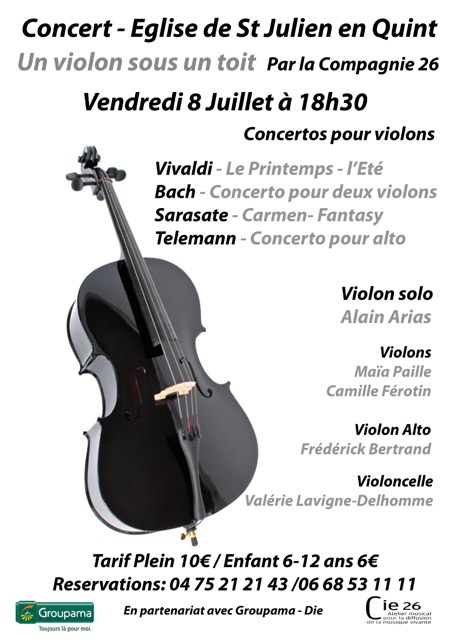 Concert - Eglise de St Julien en Quint
Un violon sous un toit Par la Compagnie 26
Vendredi 8 Juillet à 18h30
Concertos pour violons
Vivaldi - Le Printemps - l'Eté
Bach - Concerto pour deux violons
Sarasate - Carmen- Fantasy
Telemann - Concerto pour alto
Violon solo
Alain Arias
Violons
Maïa Paille
Camille Férotin
Violon Alto
Frédérick Bertrand
Violoncelle
Valérie Lavigne-Delhomme
Tarif Plein 10€ / Enfant 6-12 ans 6€
Reservations: 04 75 21 21 43 /06 68 53 11 11
Groupama
Toujours là pour moi.
En partenariat avec Groupama - Die
Cie 26
Atelier musical
pour la diffusion
de la musique vivante